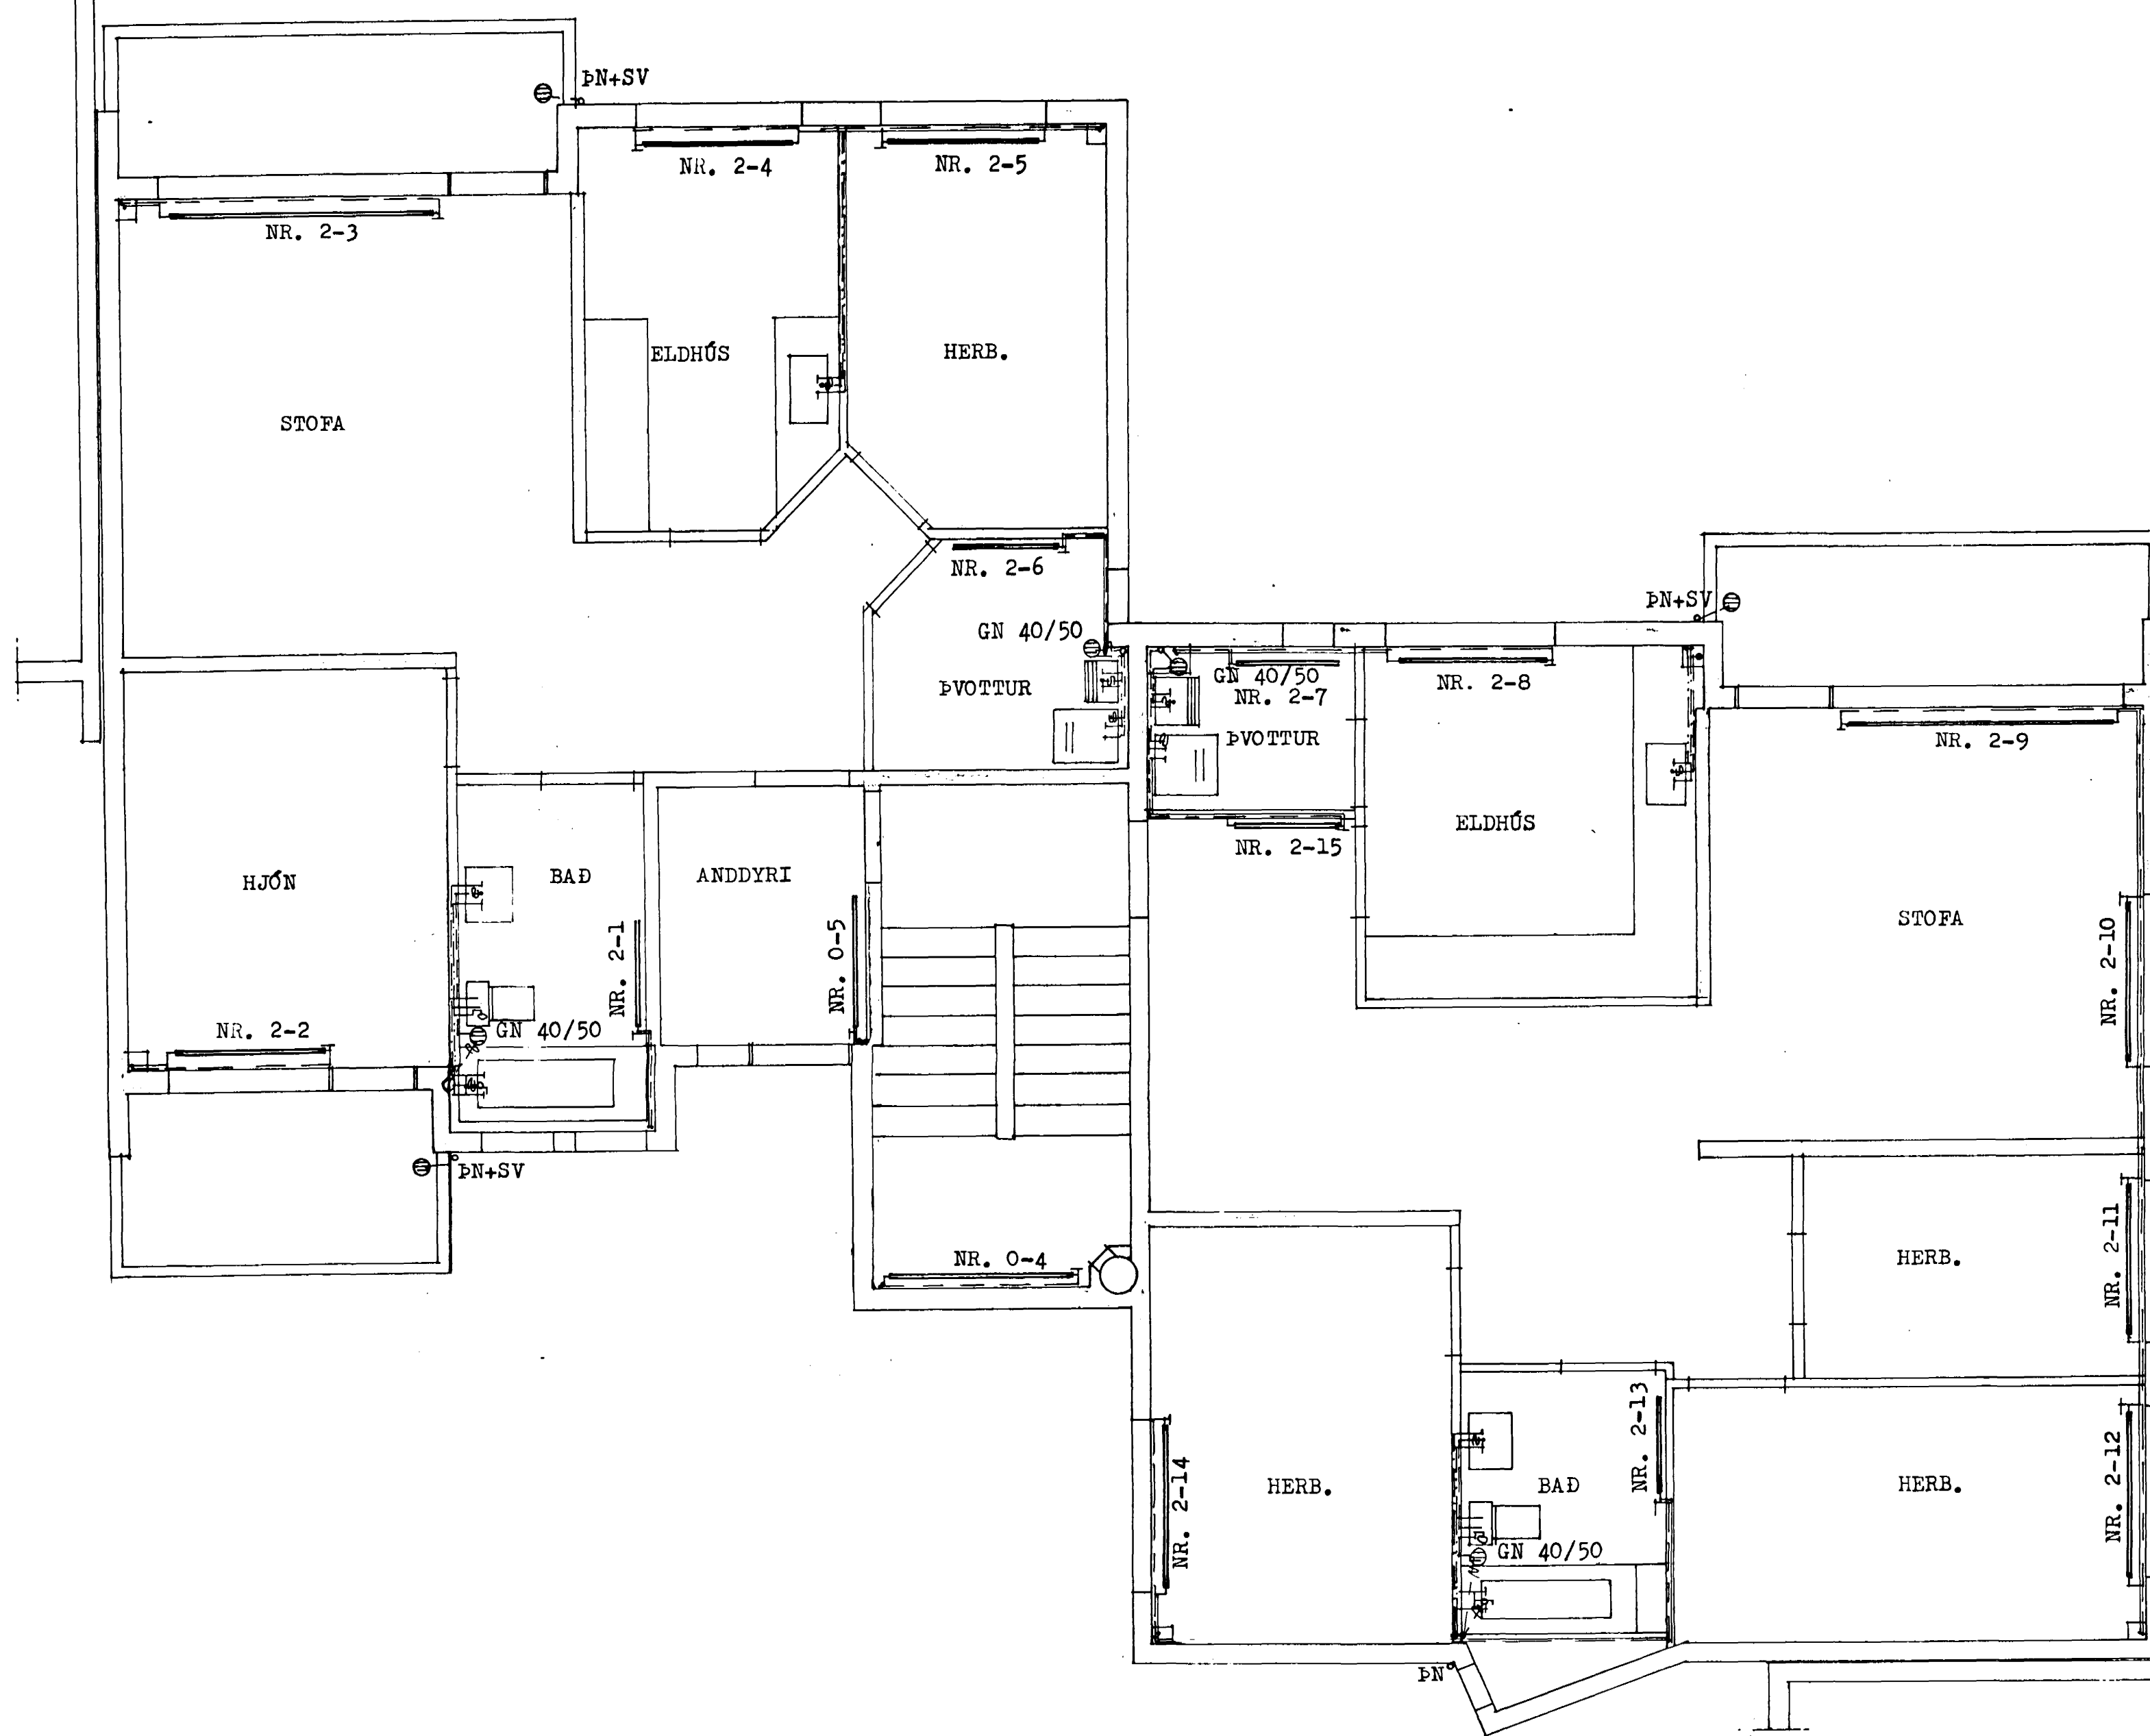 ÞN+SV
NR. 2-4
NR. 2-5
NR. 2-3
ELDHÚS
HERB.
STOFA
NR. 2-6
GN 40/50
ÞVOTTUR
ÞN+SV
GN 40/50
NR. 2-7
NR. 2-8
ÞVOTTUR
NR. 2-9
ELDHÚS
NR. 2-15
HJÓN
BAÐ
ANDDYRI
STOFA
NR. 2-1
NR. 0-5
NR. 2-10
NR. 2-2
GN 40/50
ÞN+SV
NR. 0-4
HERB.
NR. 2-11
NR. 2-13
NR. 2-12
NR. 2-14
HERB.
BAÐ
HERB.
GN 40/50
ÞN